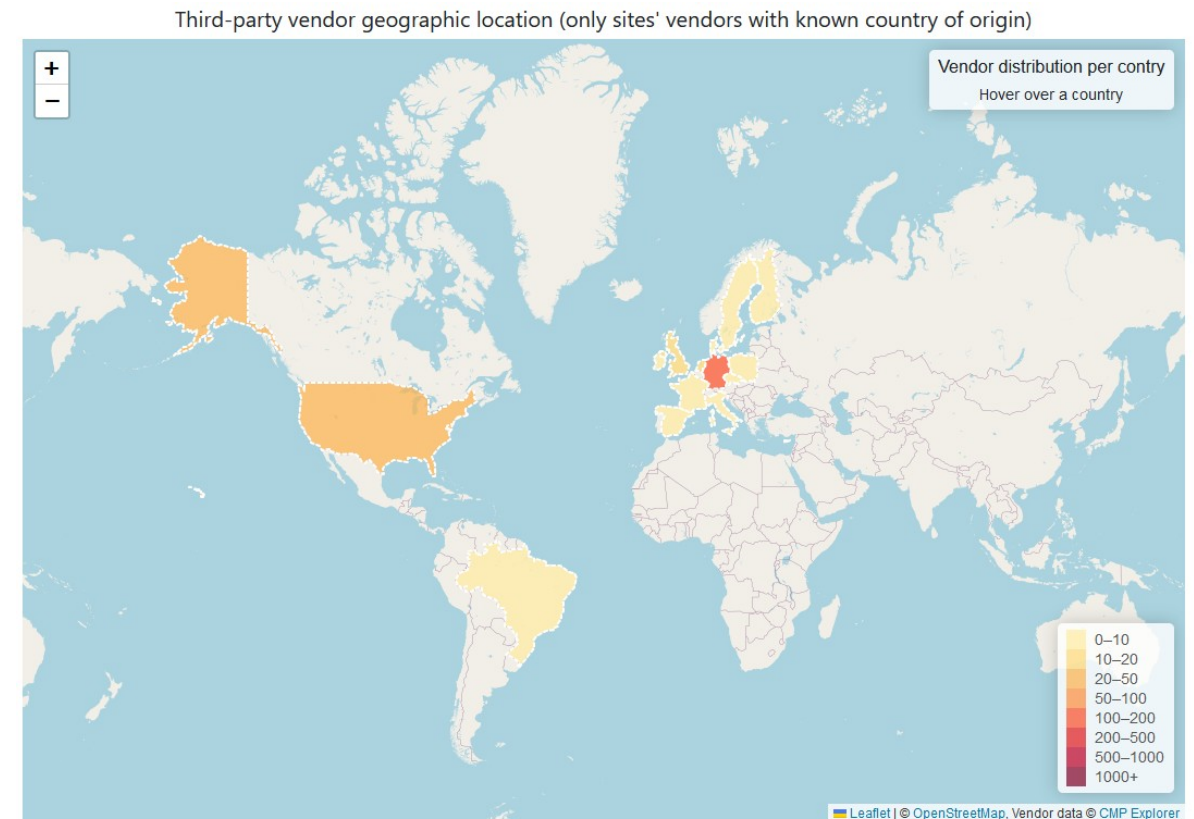 Third-party vendor geographic location (only sites' vendors with known country of origin)
+
−
Vendor distribution per contry
Hover over a country
0–10
10–20
20–50
50–100
100–200
200–500
500–1000
1000+
Leaflet | © OpenStreetMap, Vendor data © CMP Explorer